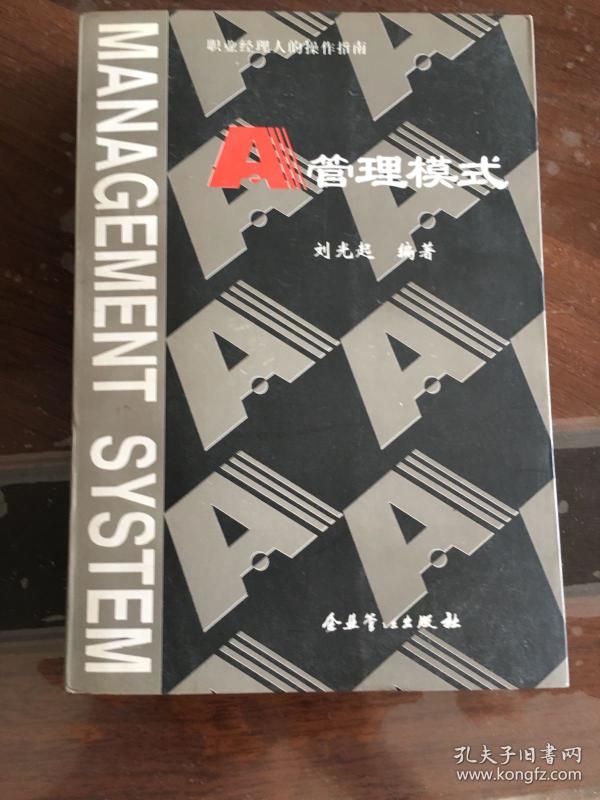 职业经理人的操作指南
A管理模式
刘光起 编著
MANAGEMENT SYSTEM
企业管理出版社
孔夫子旧书网
www.kongfz.com